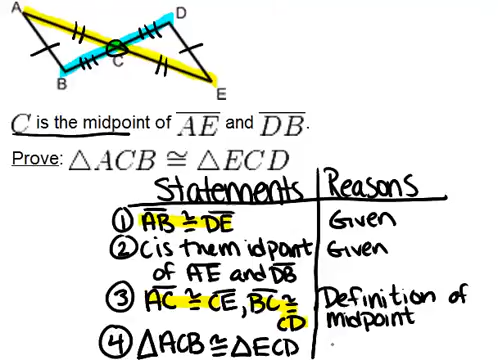 A
D
C
B
E
C is the midpoint of AE and DB.
Prove: △ACB ≅ △ECD
Statements Reasons
① AB ≅ DE Given
② C is the midpoint Given
of AE and DB
③ AC ≅ CE, BC ≅ Definition of
CD midpoint
④ △ACB ≅ △ECD